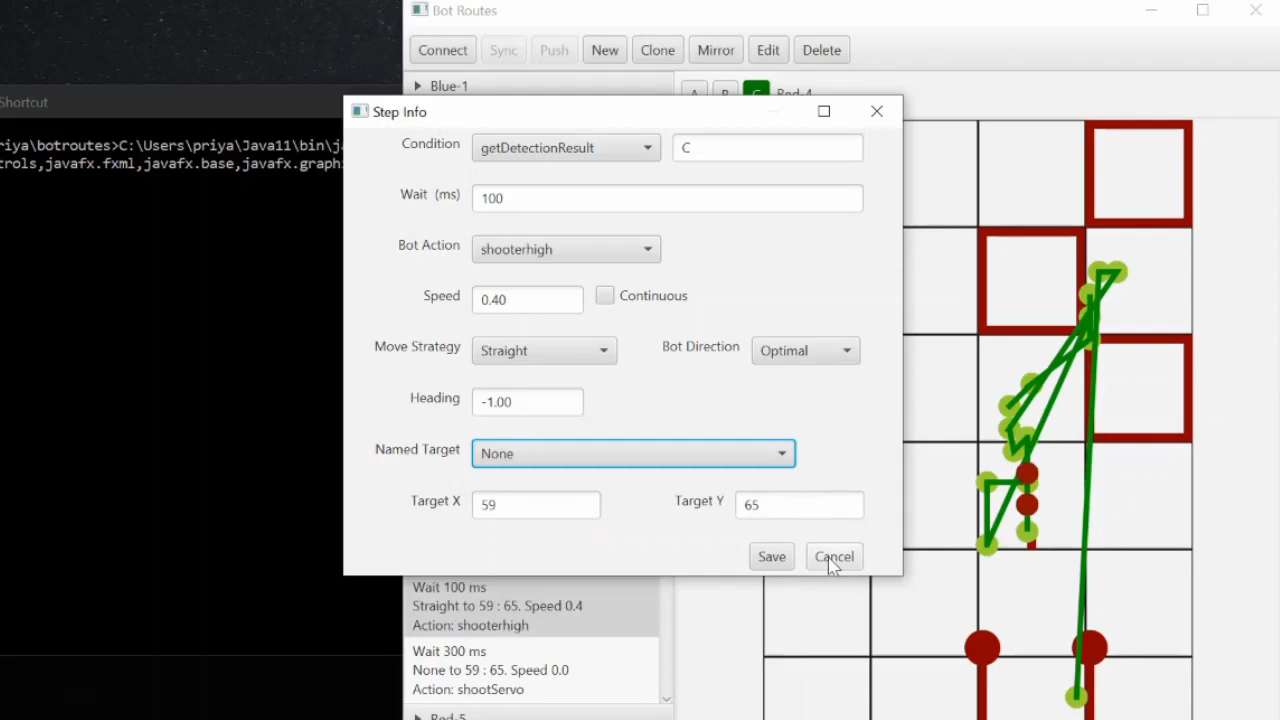 Bot Routes
Connect Sync Push New Clone Mirror Edit Delete
Blue-1
Shortcut
Step Info
Condition getDetectionResult C
Wait (ms) 100
Bot Action shooterhigh
Speed 0.40 Continuous
Move Strategy Straight Bot Direction Optimal
Heading -1.00
Named Target None
Target X 59 Target Y 65
Save Cancel
riya\botroutes>C:\Users\priya\Java11\bin\j
trols,javafx.fxml,javafx.base,javafx.graph
Wait 100 ms
Straight to 59 : 65. Speed 0.4
Action: shooterhigh
Wait 300 ms
None to 59 : 65. Speed 0.0
Action: shootServo
Red-5